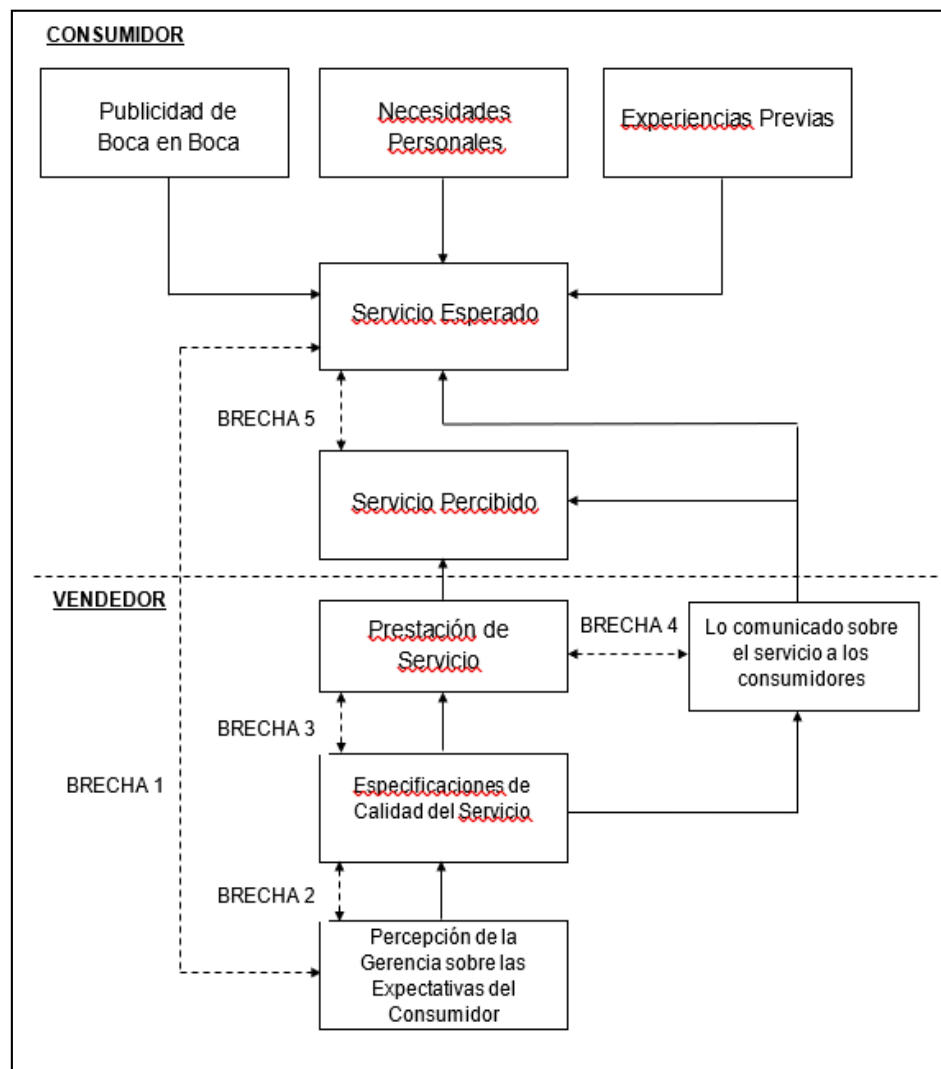 CONSUMIDOR
Publicidad de
Boca en Boca
Necesidades
Personales
Experiencias Previas
Servicio Esperado
BRECHA 5
Servicio Percibido
VENDEDOR
Prestación de
Servicio
BRECHA 4
Lo comunicado sobre
el servicio a los
consumidores
BRECHA 3
BRECHA 1
Especificaciones de
Calidad del Servicio
BRECHA 2
Percepción de la
Gerencia sobre las
Expectativas del
Consumidor